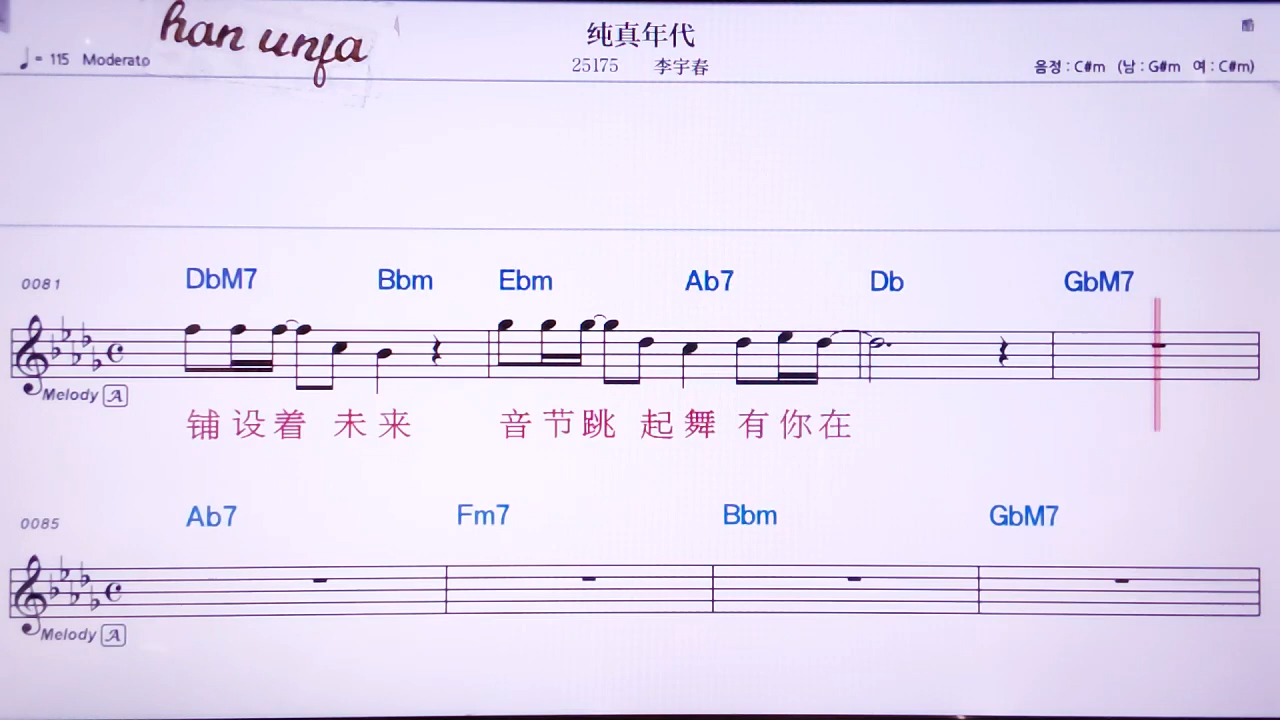 han unfa
纯真年代
♩= 115 Moderato
25175 李宇春
음정 : C#m (남 : G#m 여 : C#m)
0081 DbM7 Bbm Ebm Ab7 Db GbM7
Melody A
铺设着 未来 音节跳 起舞 有你在
0085 Ab7 Fm7 Bbm GbM7
Melody A